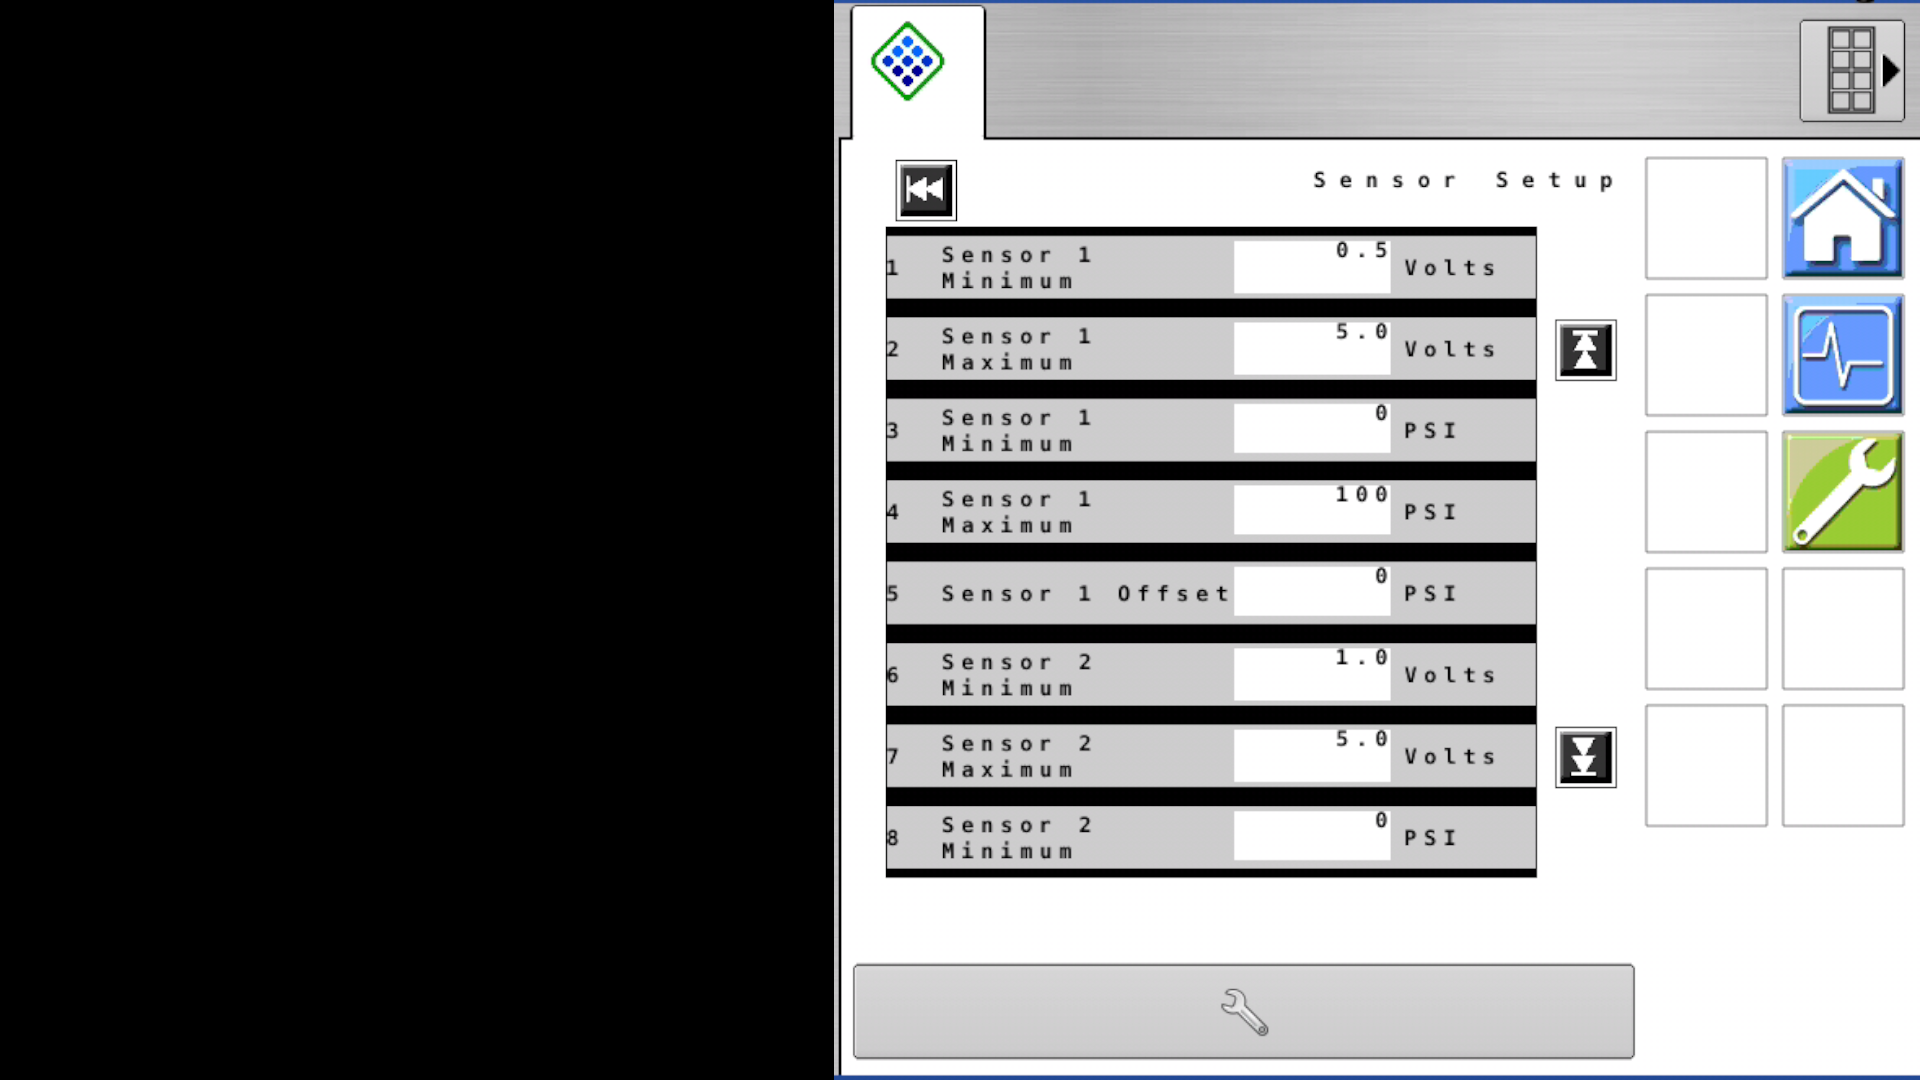 Sensor Setup
1 Sensor 1 Minimum 0.5 Volts
2 Sensor 1 Maximum 5.0 Volts
3 Sensor 1 Minimum 0 PSI
4 Sensor 1 Maximum 100 PSI
5 Sensor 1 Offset 0 PSI
6 Sensor 2 Minimum 1.0 Volts
7 Sensor 2 Maximum 5.0 Volts
8 Sensor 2 Minimum 0 PSI